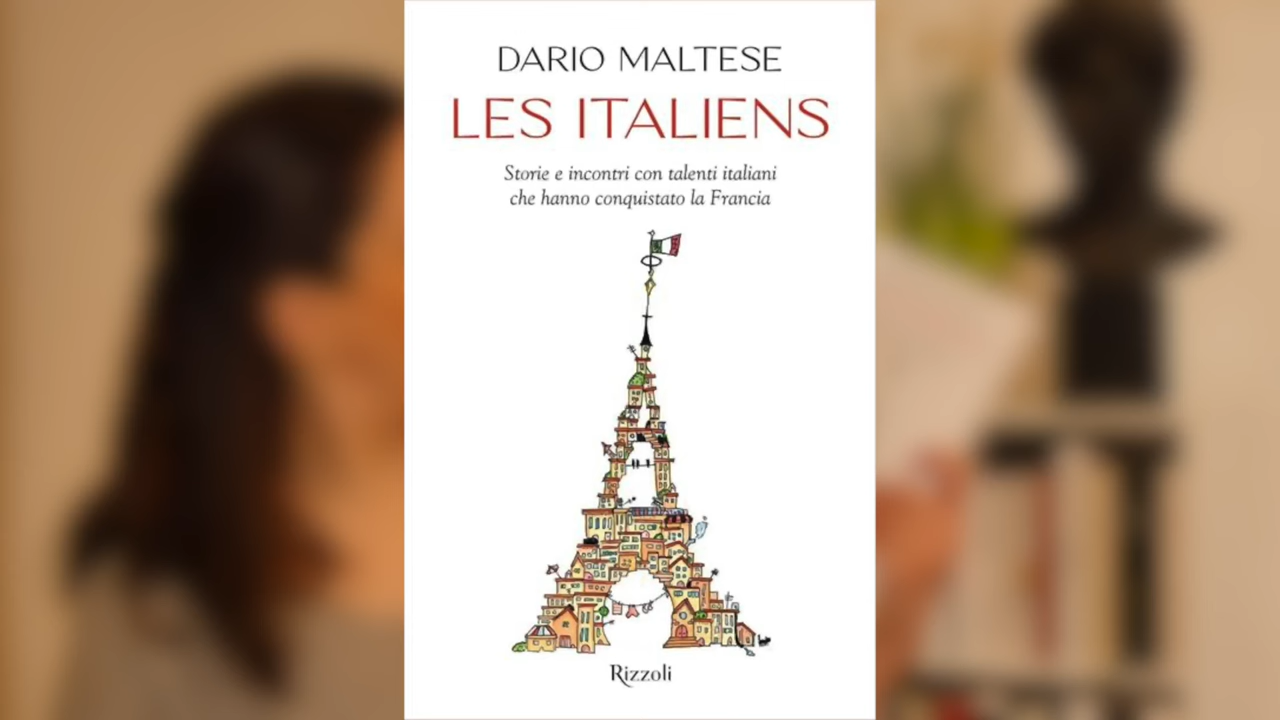 DARIO MALTESE
LES ITALIENS
Storie e incontri con talenti italiani
che hanno conquistato la Francia
Rizzoli